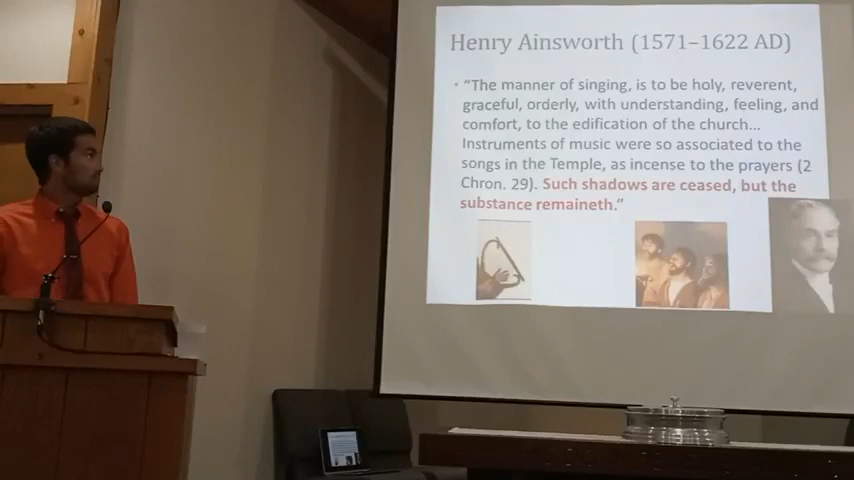 Henry Ainsworth (1571–1622 AD)
• “The manner of singing, is to be holy, reverent,
graceful, orderly, with understanding, feeling, and
comfort, to the edification of the church...
Instruments of music were so associated to the
songs in the Temple, as incense to the prayers (2
Chron. 29). Such shadows are ceased, but the
substance remaineth.”